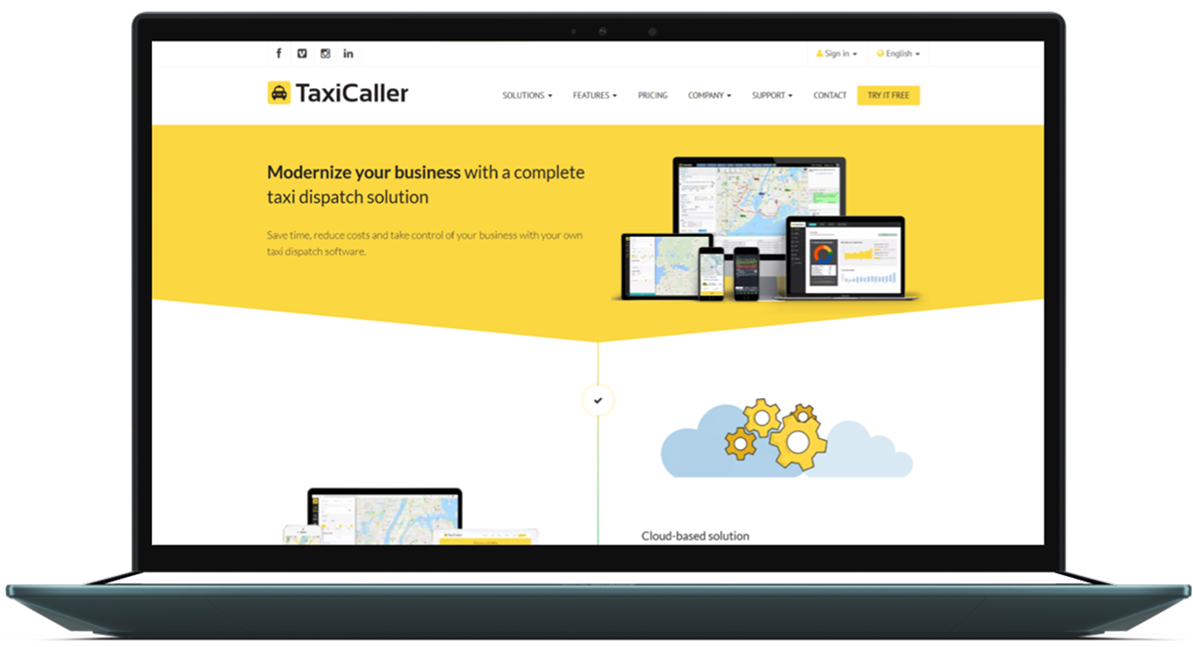 Sign in
English
TaxiCaller
SOLUTIONS
FEATURES
PRICING
COMPANY
SUPPORT
CONTACT
TRY IT FREE
Modernize your business with a complete
taxi dispatch solution
Save time, reduce costs and take control of your business with your own
taxi dispatch software.
TaxiCaller
Cloud-based solution